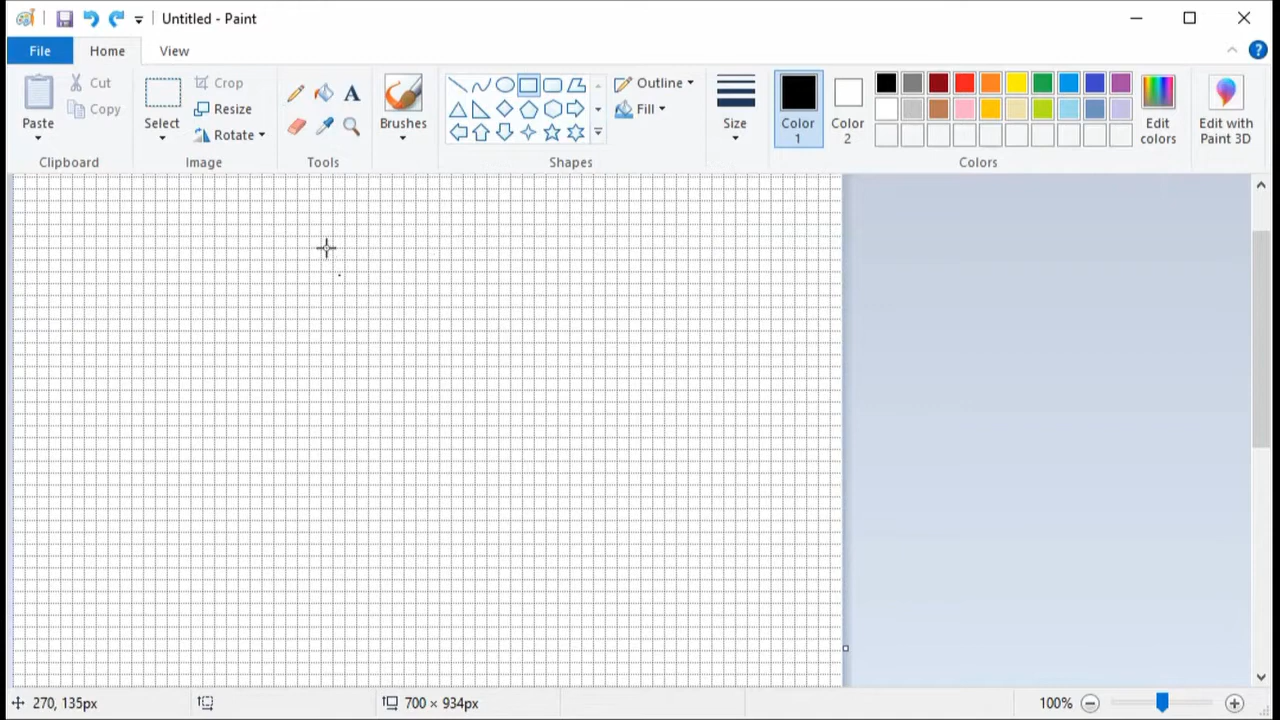 Untitled - Paint
File Home View
Paste
Cut
Copy
Clipboard
Select
Crop
Resize
Rotate
Image
A
Tools
Brushes
Outline
Fill
Shapes
Size
Color 1
Color 2
Edit colors
Colors
Edit with Paint 3D
?
270, 135px
700 × 934px
100%